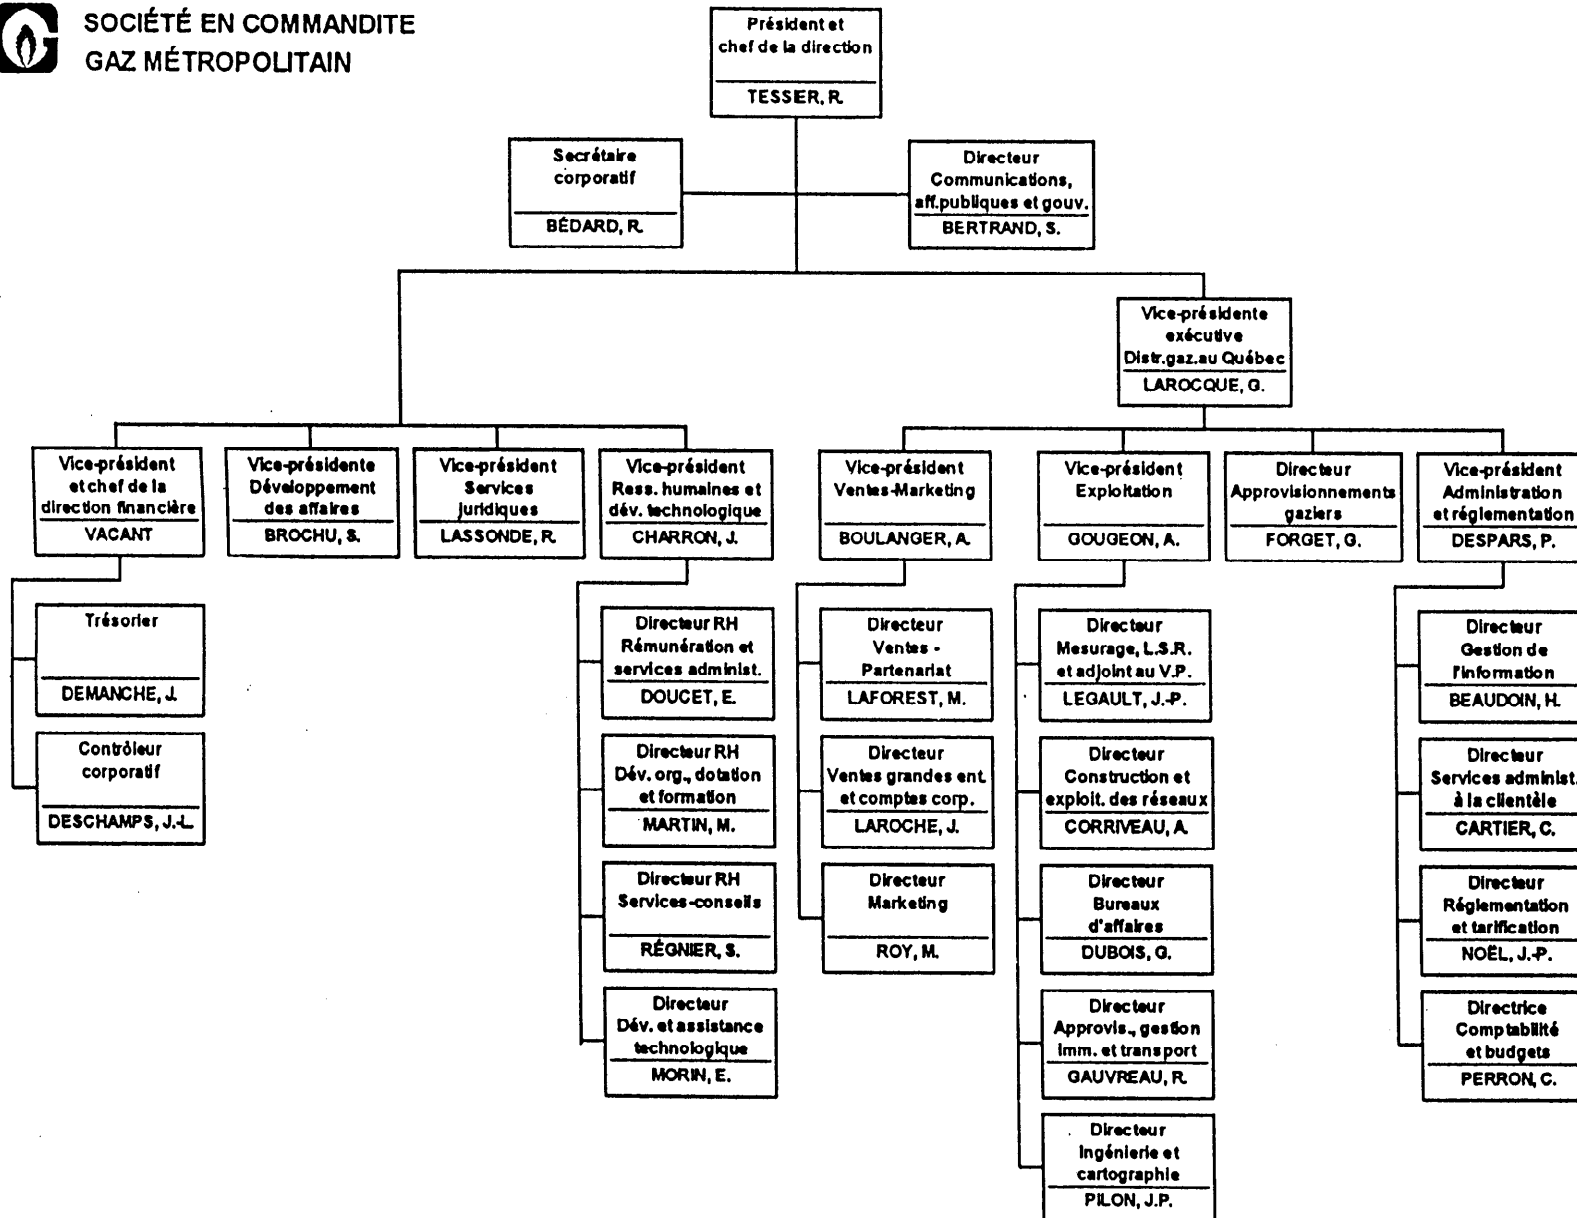 SOCIÉTÉ EN COMMANDITE
GAZ MÉTROPOLITAIN
Président et
chef de la direction
TESSIER, R.
Secrétaire
corporatif
BÉDARD, R.
Directeur
Communications,
aff.publiques et gouv.
BERTRAND, S.
Vice-présidente
exécutive
Distr.gaz.au Québec
LAROCQUE, G.
Vice-président
et chef de la
direction financière
VACANT
Vice-présidente
Développement
des affaires
BROCHU, S.
Vice-président
Services
juridiques
LASSONDE, R.
Vice-président
Ress. humaines et
dév. technologique
CHARRON, J.
Vice-président
Ventes-Marketing
BOULANGER, A.
Vice-président
Exploitation
GOUGEON, A.
Directeur
Approvisionnements
gaziers
FORGET, G.
Vice-président
Administration
et réglementation
DESPARS, P.
Trésorier
DEMANCHE, J.
Contrôleur
corporatif
DESCHAMPS, J.-L.
Directeur RH
Rémunération et
services administ.
DOUCET, E.
Directeur RH
Dév. org., dotation
et formation
MARTIN, M.
Directeur RH
Services-conseils
RÉGNIER, S.
Directeur
Dév. et assistance
technologique
MORIN, E.
Directeur
Ventes -
Partenariat
LAFOREST, M.
Directeur
Ventes grandes ent.
et comptes corp.
LAROCHE, J.
Directeur
Marketing
ROY, M.
Directeur
Mesurage, L.S.R.
et adjoint au V.P.
LEGAULT, J.-P.
Directeur
Construction et
exploit. des réseaux
CORRIVEAU, A.
Directeur
Bureaux
d'affaires
DUBOIS, G.
Directeur
Approvis., gestion
imm. et transport
GAUVREAU, R.
Directeur
Ingénierie et
cartographie
PILON, J.P.
Directeur
Gestion de
l'information
BEAUDOIN, H.
Directeur
Services administ.
à la clientèle
CARTIER, C.
Directeur
Réglementation
et tarification
NOËL, J.-P.
Directrice
Comptabilité
et budgets
PERRON, C.